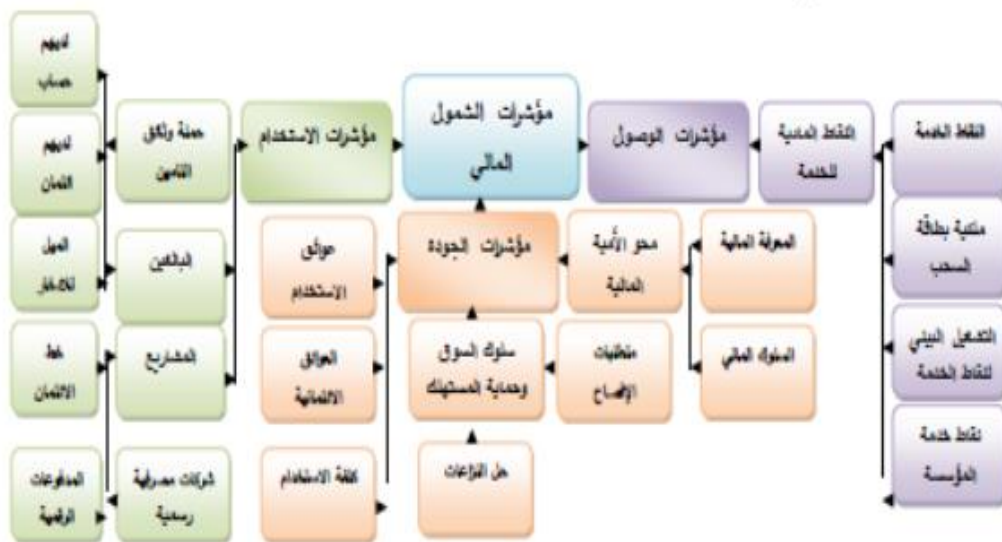 مؤشرات الشمول
المالي
مؤشرات الوصول
النقاط المادية
للخدمة
النقاط الخدمة
ملكية بطاقة
السحب
التشغيل البيني
لنقاط الخدمة
نقاط خدمة
المؤسسة
مؤشرات الاستخدام
حملة وثائق
التأمين
لديهم
حساب
لديهم
ائتمان
الميل
للادخار
البالغين
المشاريع
خط
الائتمان
شركات مصرفية
رسمية
المدفوعات
الرقمية
مؤشرات الجودة
محو الأمية
المالية
المعرفة المالية
السلوك المالي
عوائق
الاستخدام
العوائق
الائتمانية
كلفة الاستخدام
سلوك السوق
وحماية المستهلك
متطلبات
الإفصاح
حل النزاعات